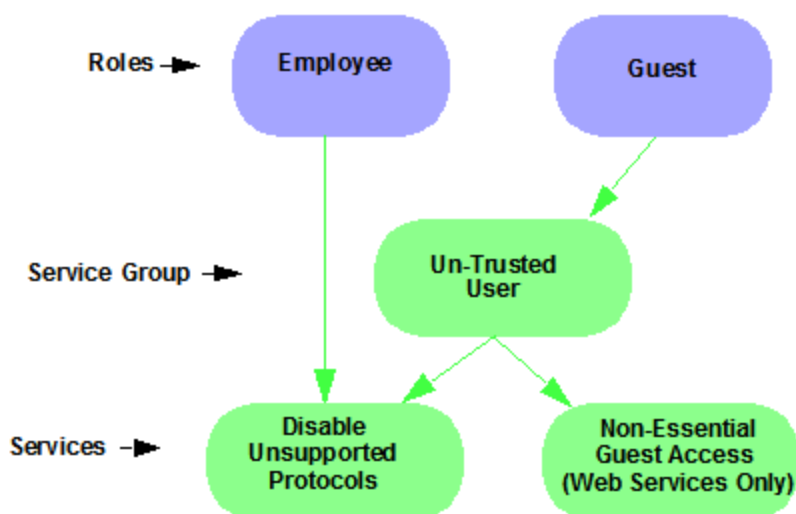 Roles
Employee
Guest
Service Group
Un-Trusted
User
Services
Disable
Unsupported
Protocols
Non-Essential
Guest Access
(Web Services Only)